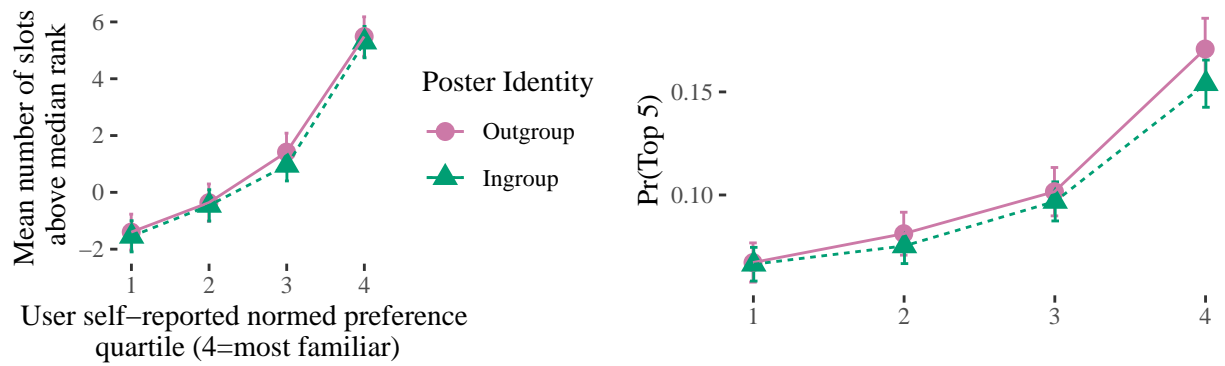 Mean number of slots
above median rank
6
4
2
0
−2
1 2 3 4
User self−reported normed preference
quartile (4=most familiar)
Poster Identity
Outgroup
Ingroup
Pr(Top 5)
0.15
0.10
1 2 3 4